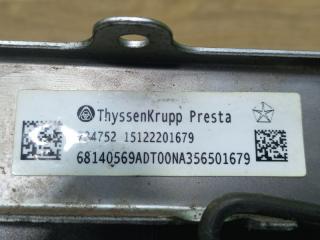 ThyssenKrupp Presta
734752 15122201679
68140569ADT00NA356501679